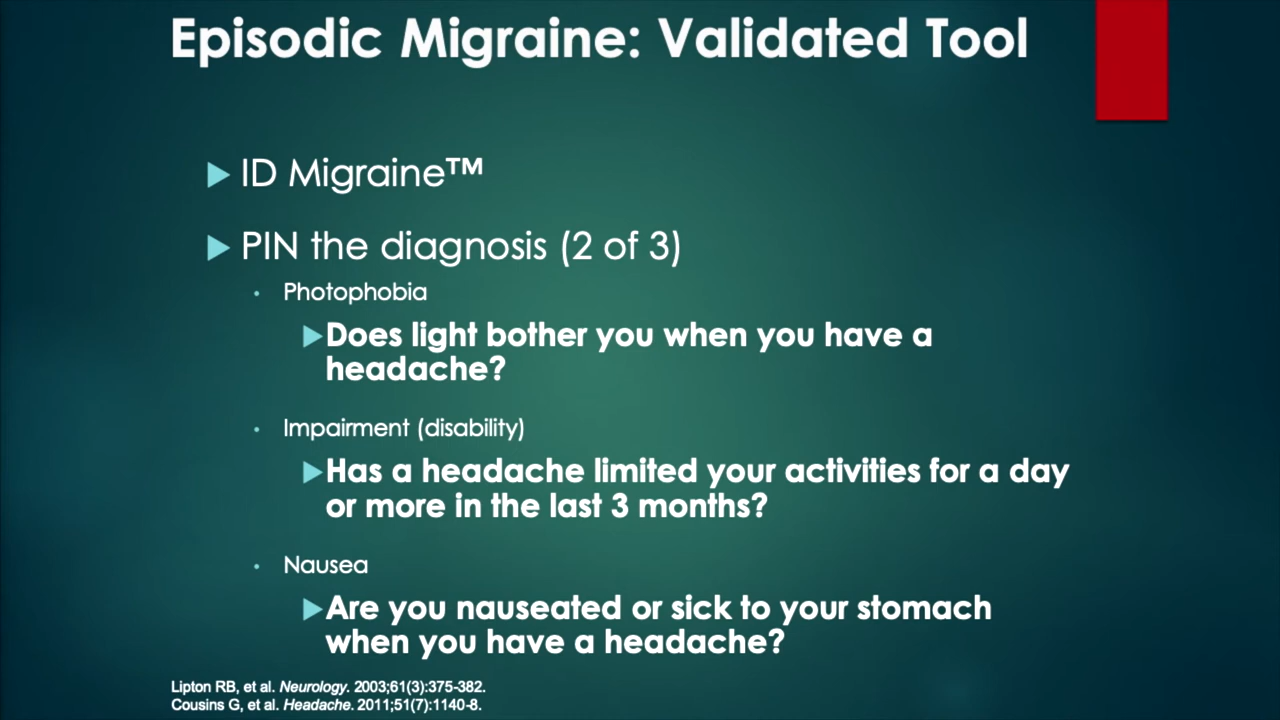 Episodic Migraine: Validated Tool
ID Migraine™
PIN the diagnosis (2 of 3)
Photophobia
Does light bother you when you have a
headache?
Impairment (disability)
Has a headache limited your activities for a day
or more in the last 3 months?
Nausea
Are you nauseated or sick to your stomach
when you have a headache?
Lipton RB, et al. Neurology. 2003;61(3):375-382.
Cousins G, et al. Headache. 2011;51(7):1140-8.